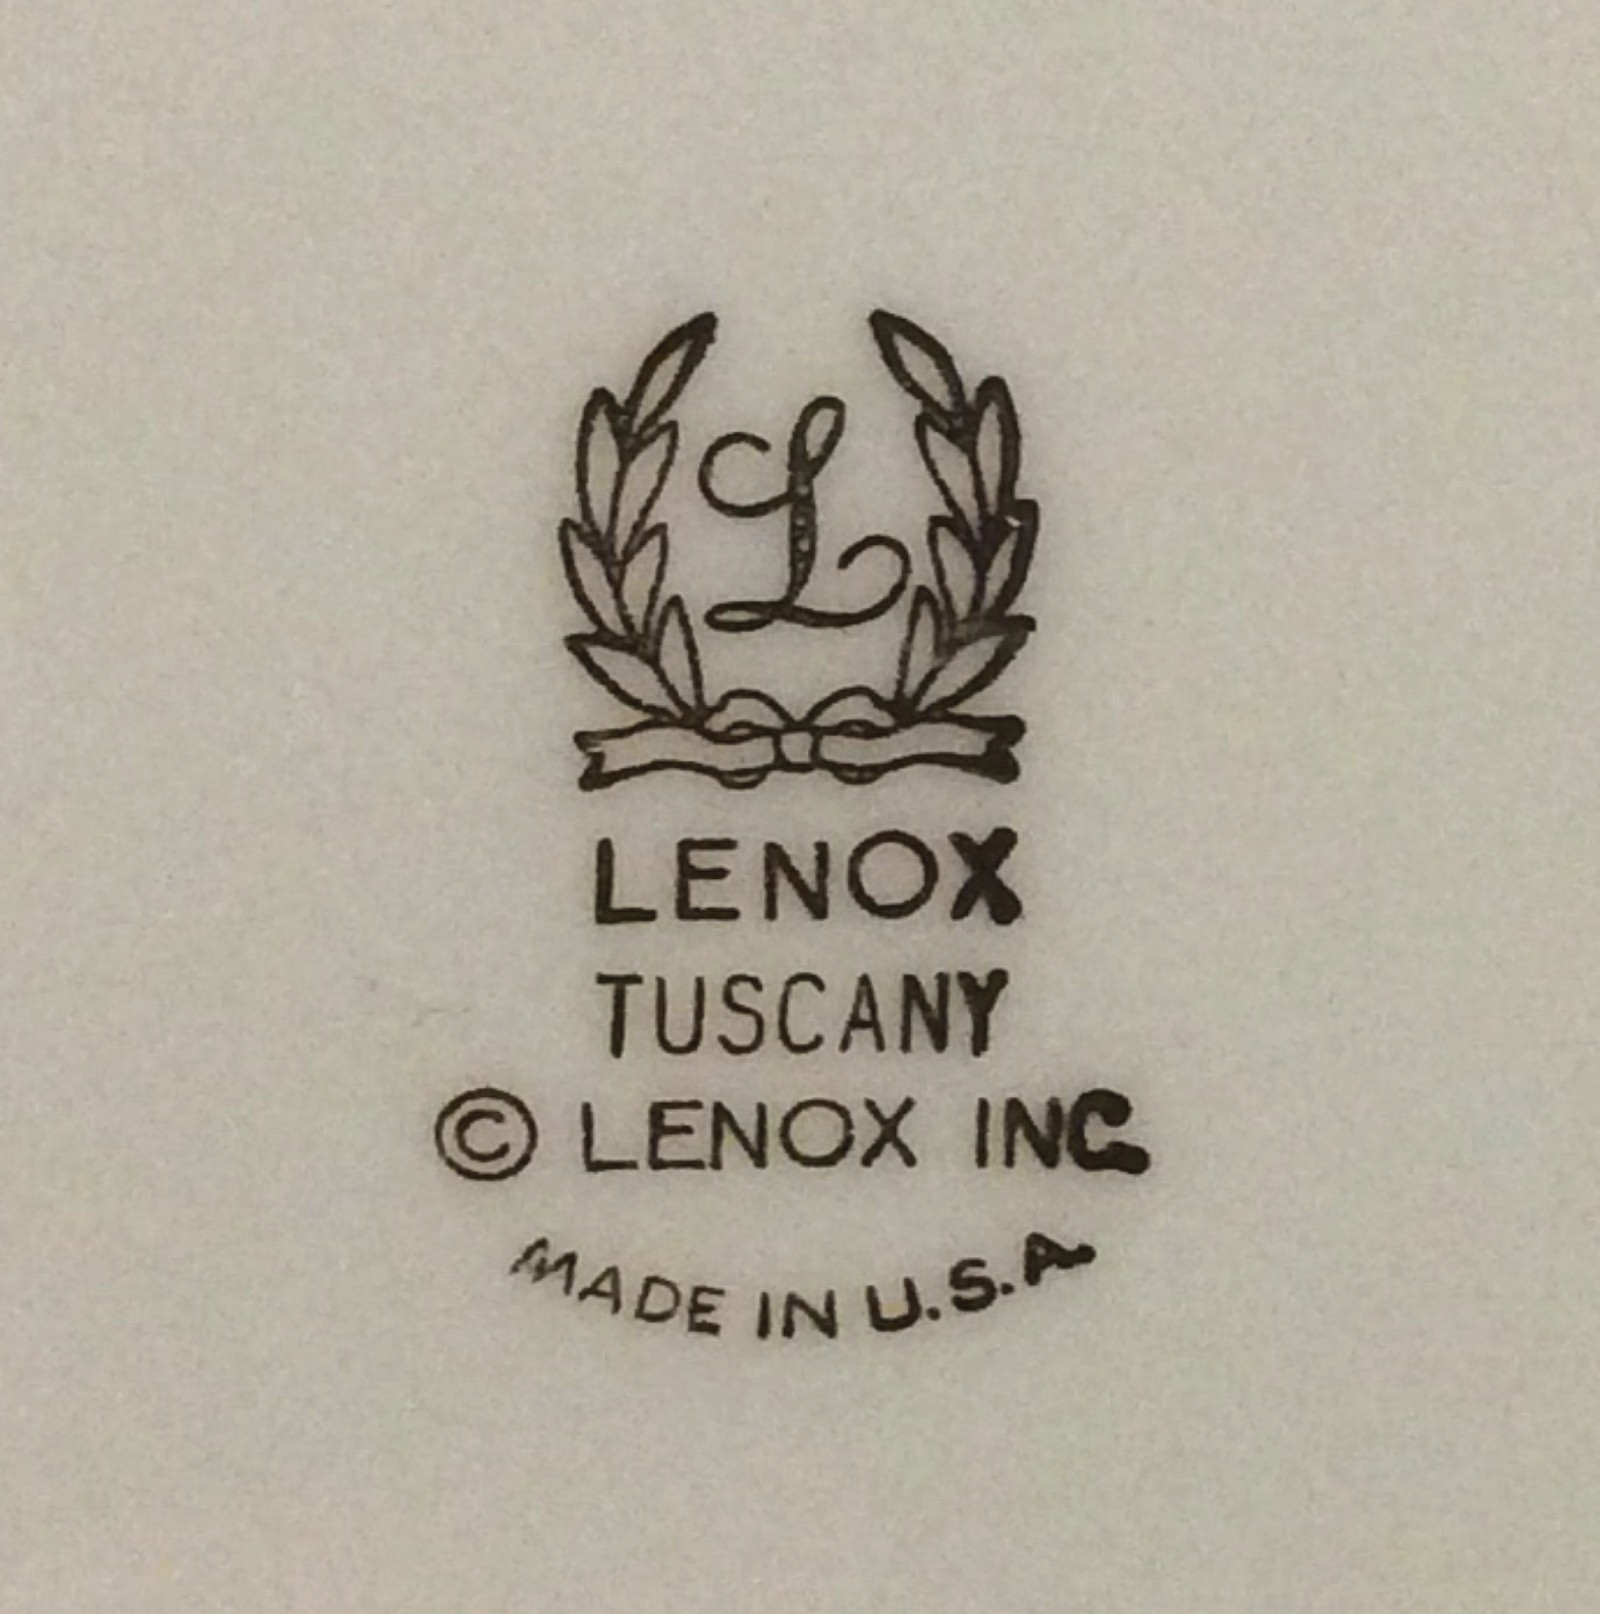 L
LENOX
TUSCANY
© LENOX INC.
MADE IN U.S.A.